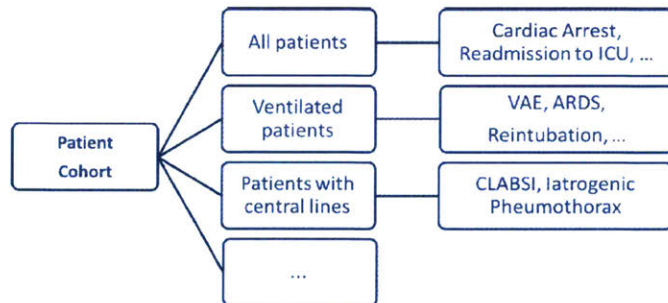 All patients
Cardiac Arrest,
Readmission to ICU, ...
Ventilated
patients
VAE, ARDS,
Reintubation, ...
Patient
Cohort
Patients with
central lines
CLABSI, Iatrogenic
Pheumothorax
...